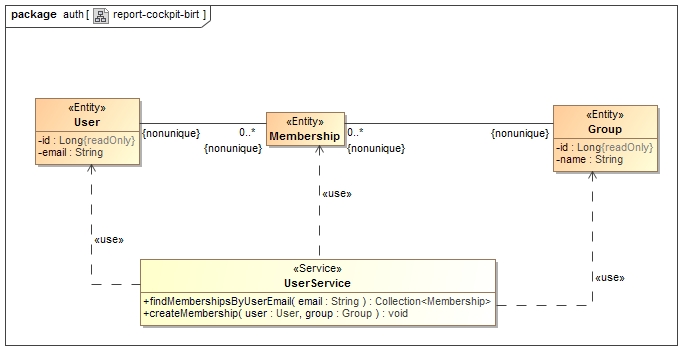 package auth [ report-cockpit-birt ]
«Entity»
User
-id : Long{readOnly}
-email : String
{nonunique}
0..*
{nonunique}
«Entity»
Membership
0..*
{nonunique}
{nonunique}
«Entity»
Group
-id : Long{readOnly}
-name : String
«use»
«use»
«use»
«Service»
UserService
+findMembershipsByUserEmail( email : String ) : Collection<Membership>
+createMembership( user : User, group : Group ) : void